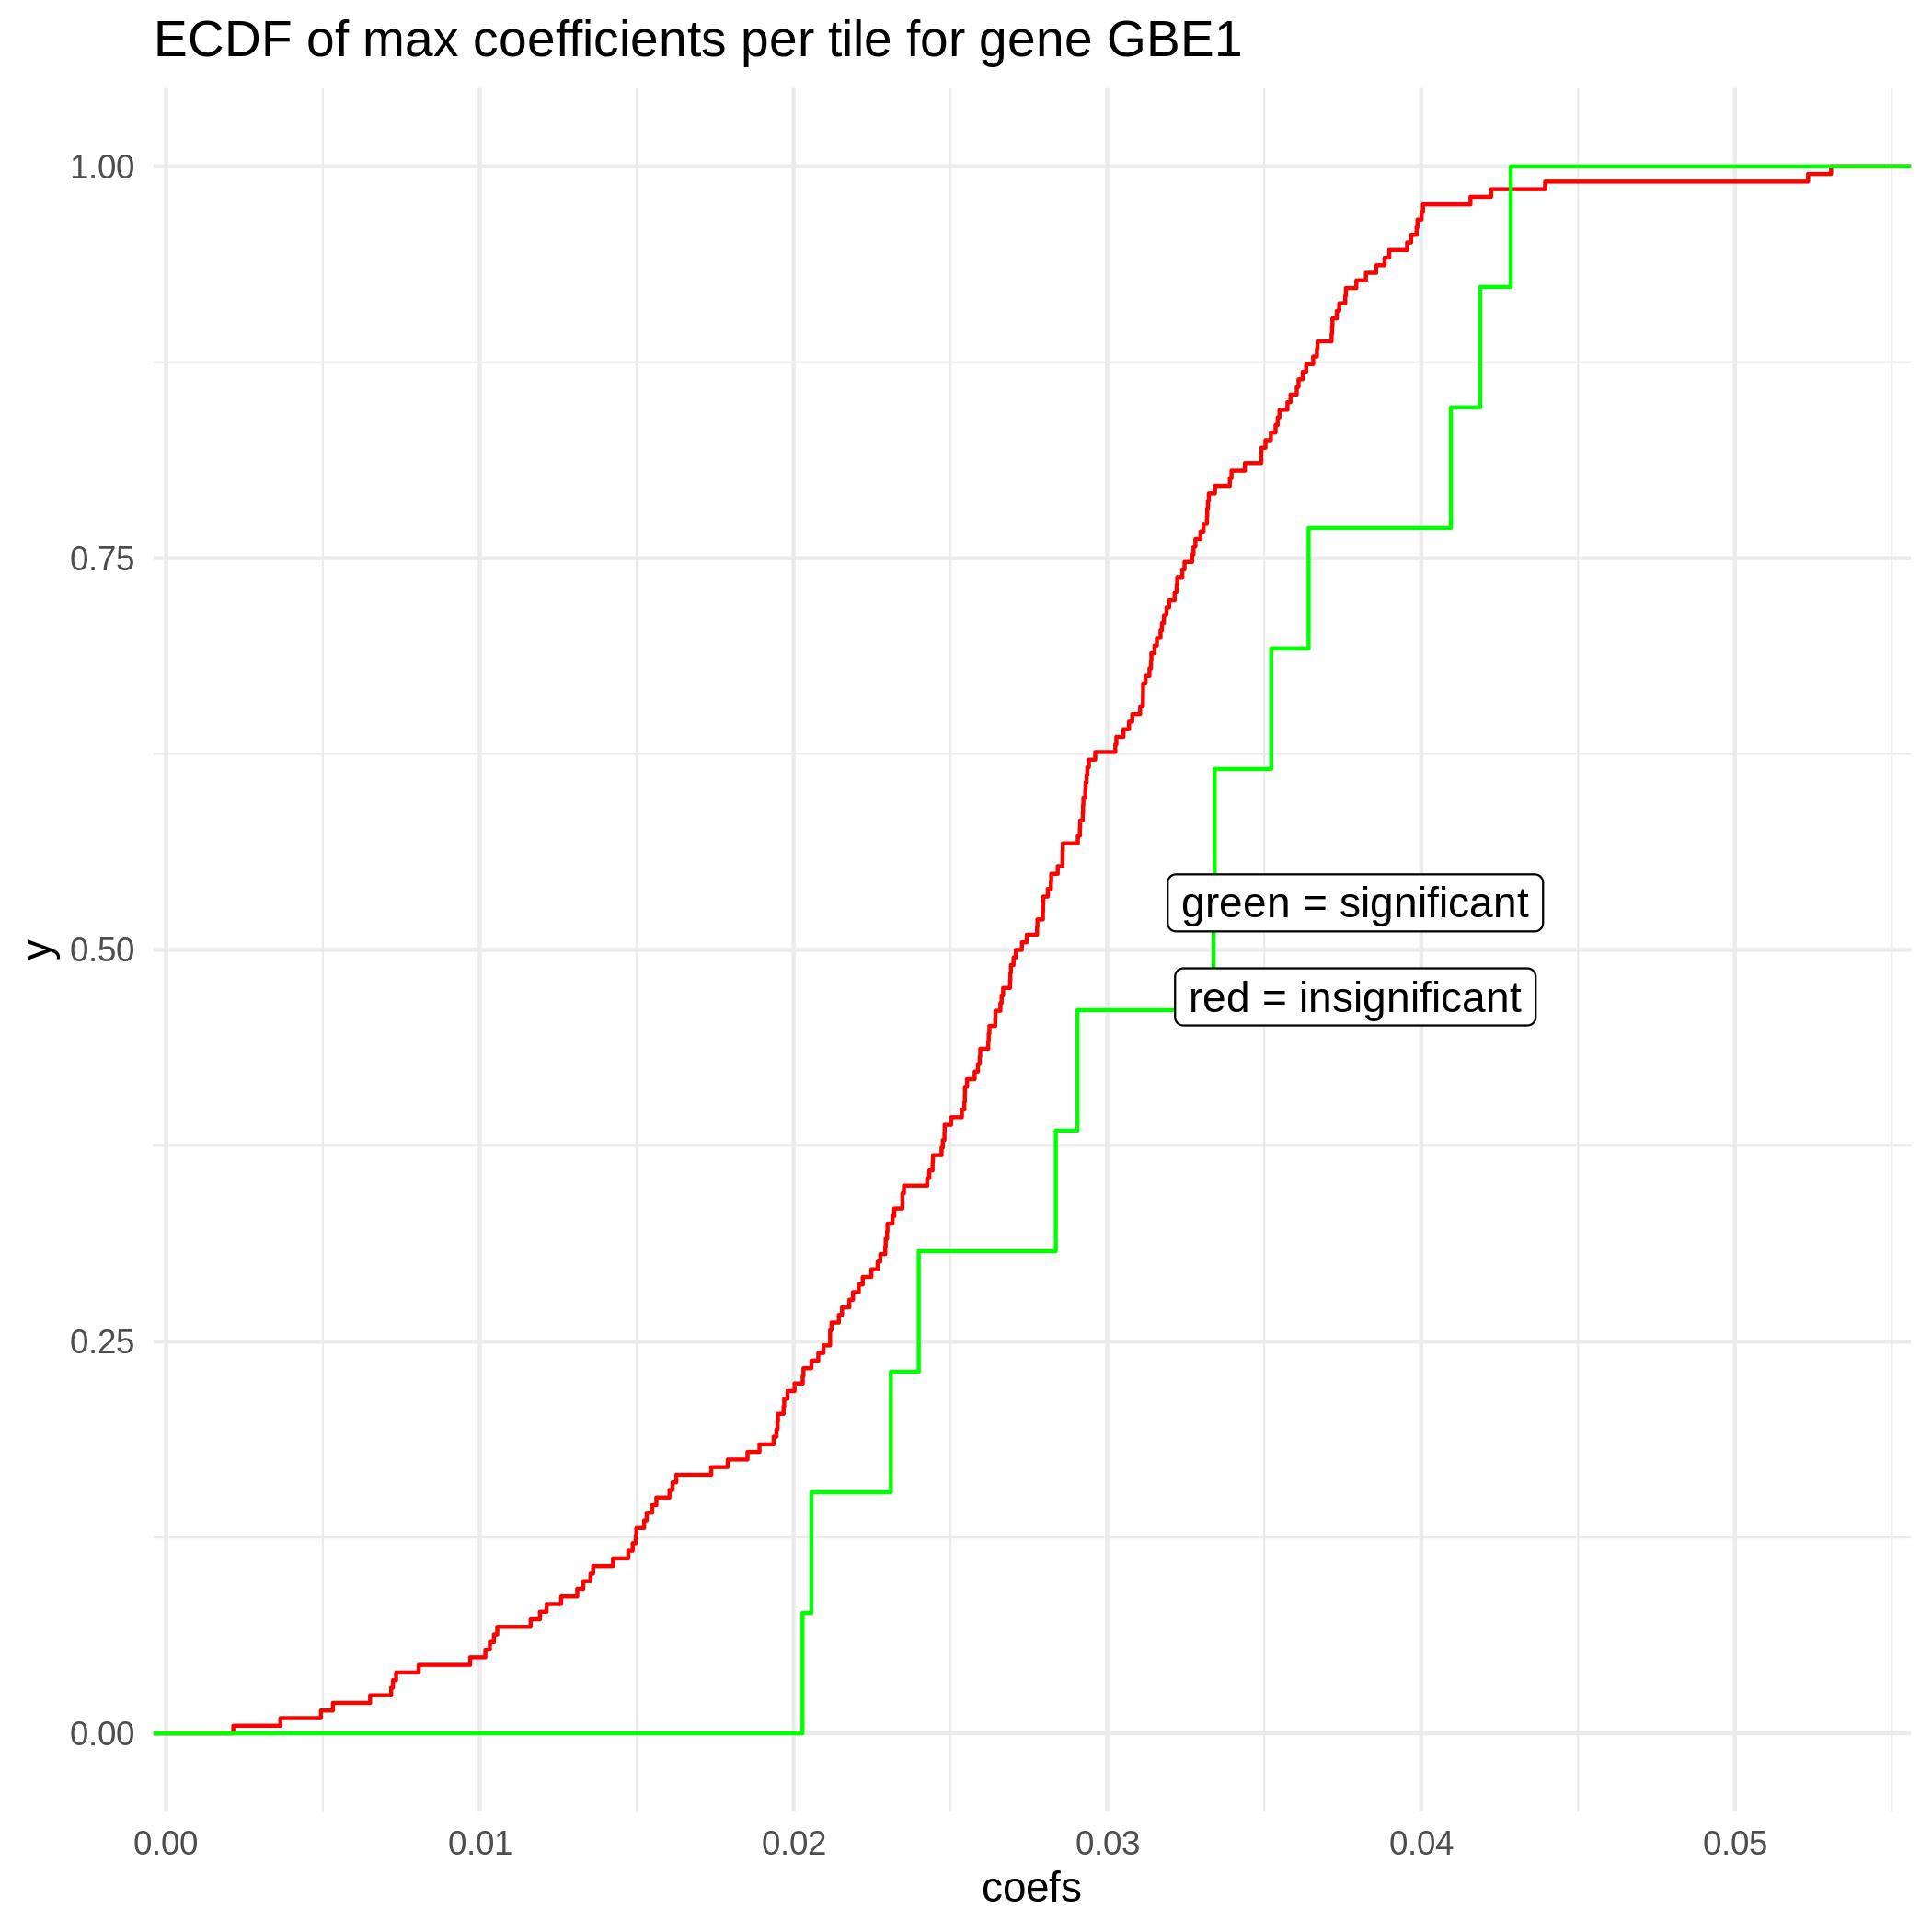 ECDF of max coefficients per tile for gene GBE1
1.00
0.75
0.50
0.25
0.00
y
green = significant
red = insignificant
0.00 0.01 0.02 0.03 0.04 0.05
coefs